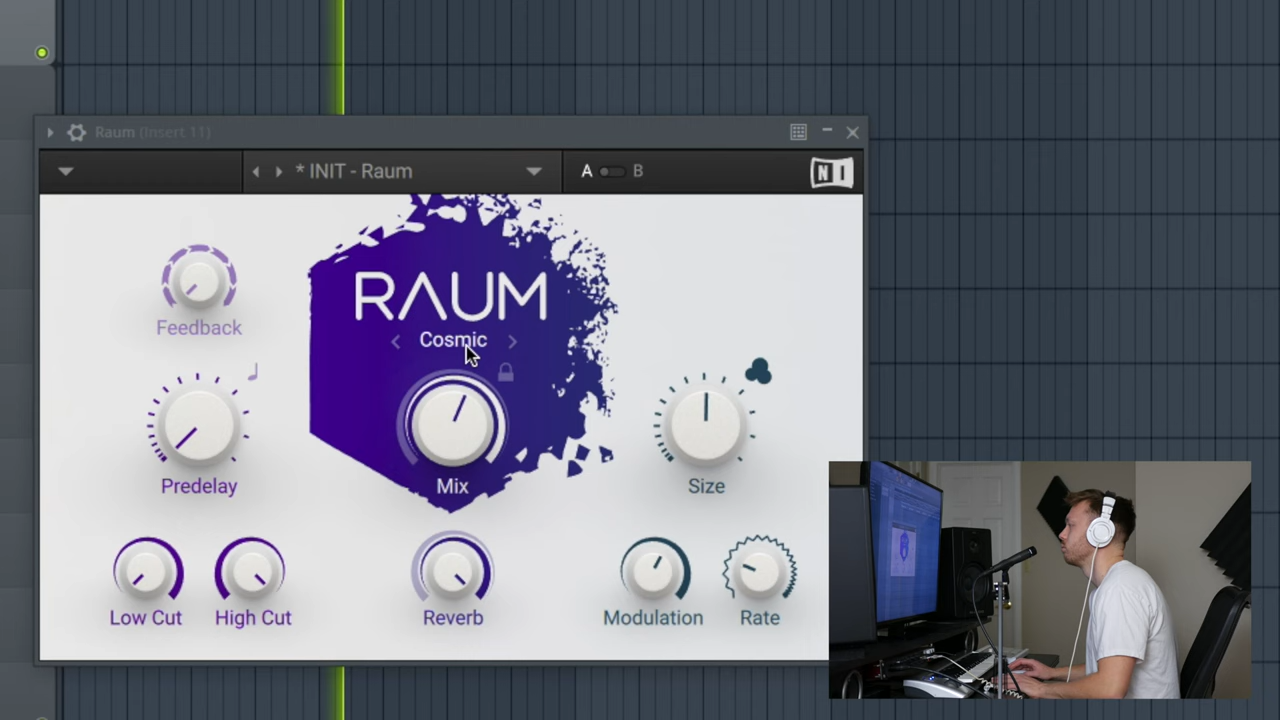 Raum (Insert 11)
* INIT - Raum
A B
NI
RAUM
Cosmic
Feedback
Predelay
Mix
Size
Low Cut
High Cut
Reverb
Modulation
Rate